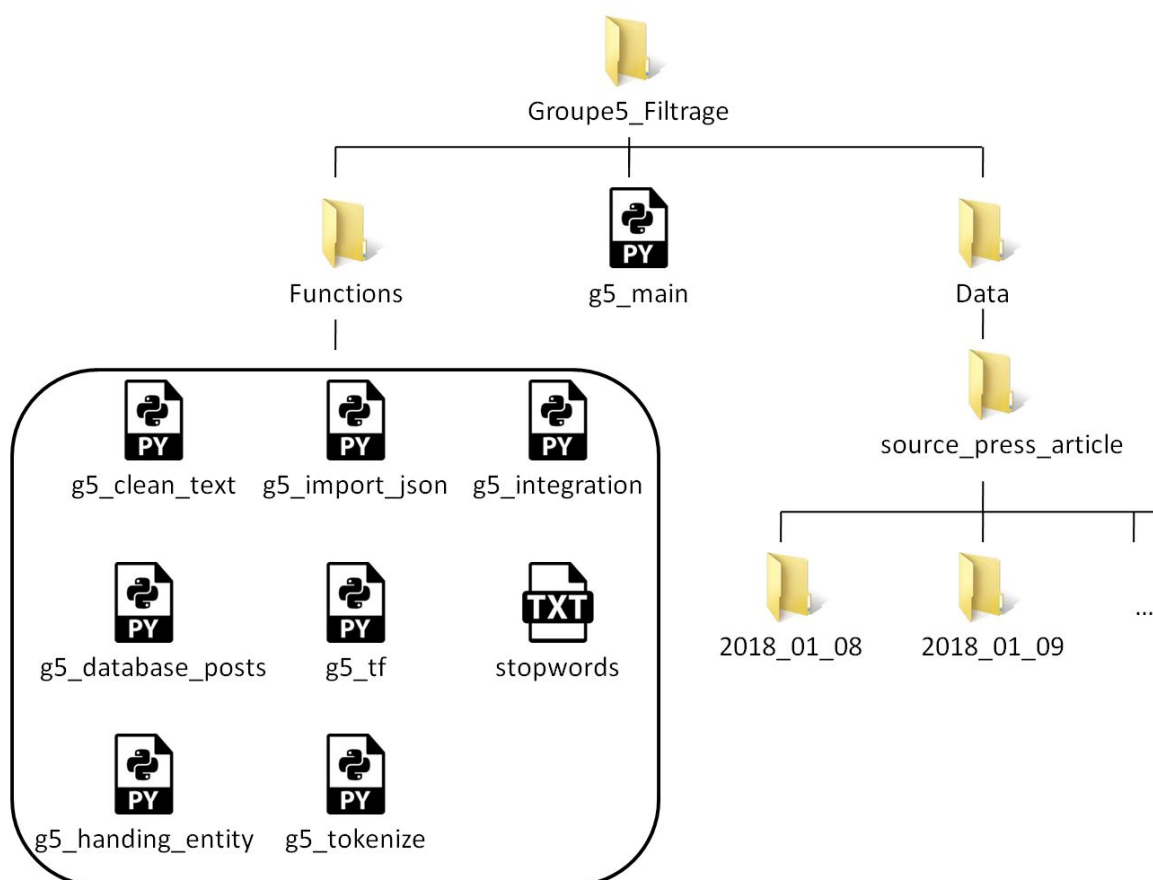 Groupe5_Filtrage
PY
Functions
g5_main
Data
PY
PY
PY
g5_clean_text
g5_import_json
g5_integration
source_press_article
PY
PY
TXT
g5_database_posts
g5_tf
stopwords
2018_01_08
2018_01_09
...
PY
PY
g5_handing_entity
g5_tokenize